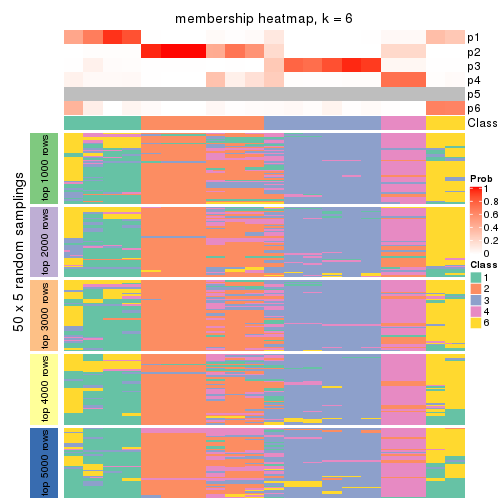 membership heatmap, k = 6
p1
p2
p3
p4
p5
p6
Class
50 x 5 random samplings
top 1000 rows
top 2000 rows
top 3000 rows
top 4000 rows
top 5000 rows
Prob
1
0.8
0.6
0.4
0.2
0
Class
1
2
3
4
6